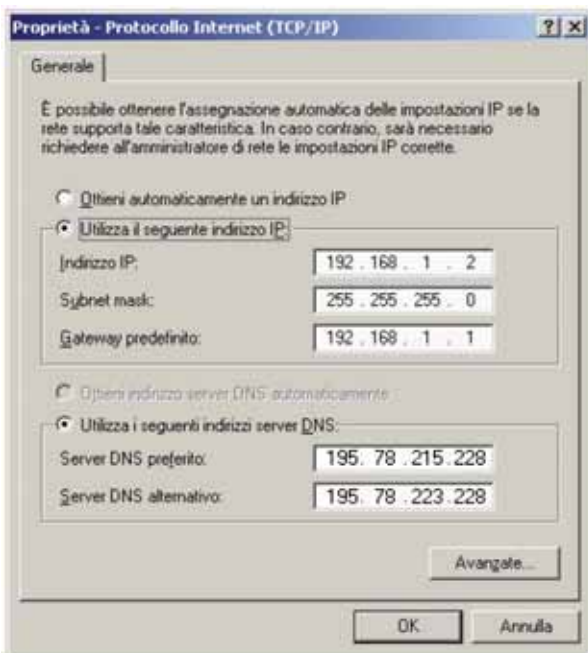 Proprietà - Protocollo Internet (TCP/IP)
Generale
È possibile ottenere l'assegnazione automatica delle impostazioni IP se la
rete supporta tale caratteristica. In caso contrario, sarà necessario
richiedere all'amministratore di rete le impostazioni IP corrette.
Ottieni automaticamente un indirizzo IP
Utilizza il seguente indirizzo IP:
Indirizzo IP: 192 . 168 . 1 . 2
Subnet mask: 255 . 255 . 255 . 0
Gateway predefinito: 192 . 168 . 1 . 1
Ottieni indirizzo server DNS automaticamente
Utilizza i seguenti indirizzi server DNS:
Server DNS preferito: 195. 78 .215.228
Server DNS alternativo: 195. 78 .223.228
Avanzate...
OK Annulla